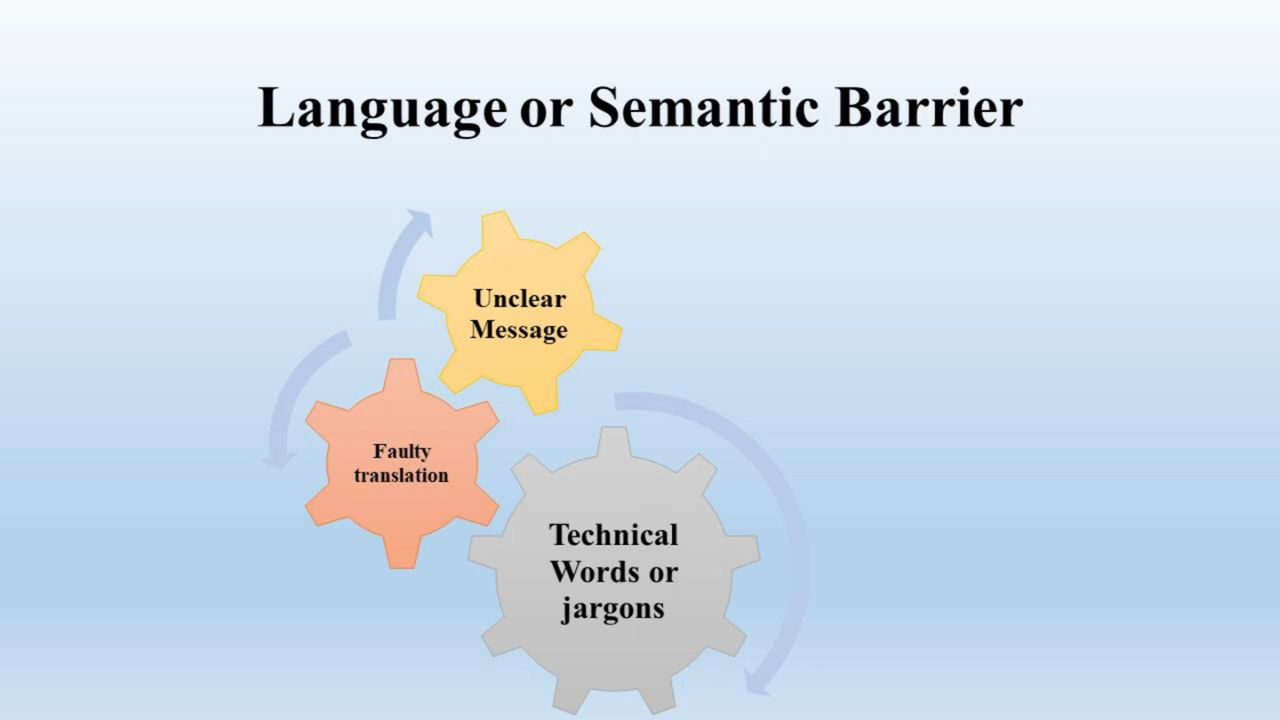 Language or Semantic Barrier
Unclear
Message
Faulty
translation
Technical
Words or
jargons